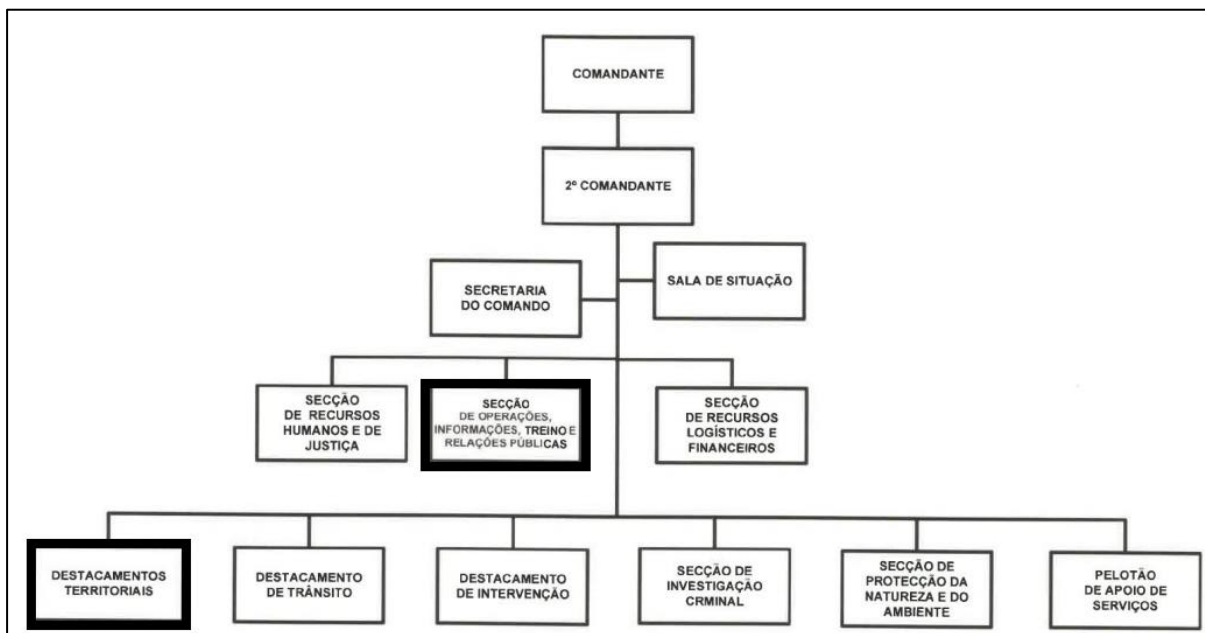 COMANDANTE
2º COMANDANTE
SECRETARIA
DO COMANDO
SALA DE SITUAÇÃO
SECÇÃO
DE RECURSOS
HUMANOS E DE
JUSTIÇA
SECÇÃO
DE OPERAÇÕES,
INFORMAÇÕES, TREINO E
RELAÇÕES PÚBLICAS
SECÇÃO
DE RECURSOS
LOGÍSTICOS E
FINANCEIROS
DESTACAMENTOS
TERRITORIAIS
DESTACAMENTO
DE TRÂNSITO
DESTACAMENTO
DE INTERVENÇÃO
SECÇÃO DE
INVESTIGAÇÃO
CRMINAL
SECÇÃO DE
PROTECÇÃO DA
NATUREZA E DO
AMBIENTE
PELOTÃO
DE APOIO DE
SERVIÇOS